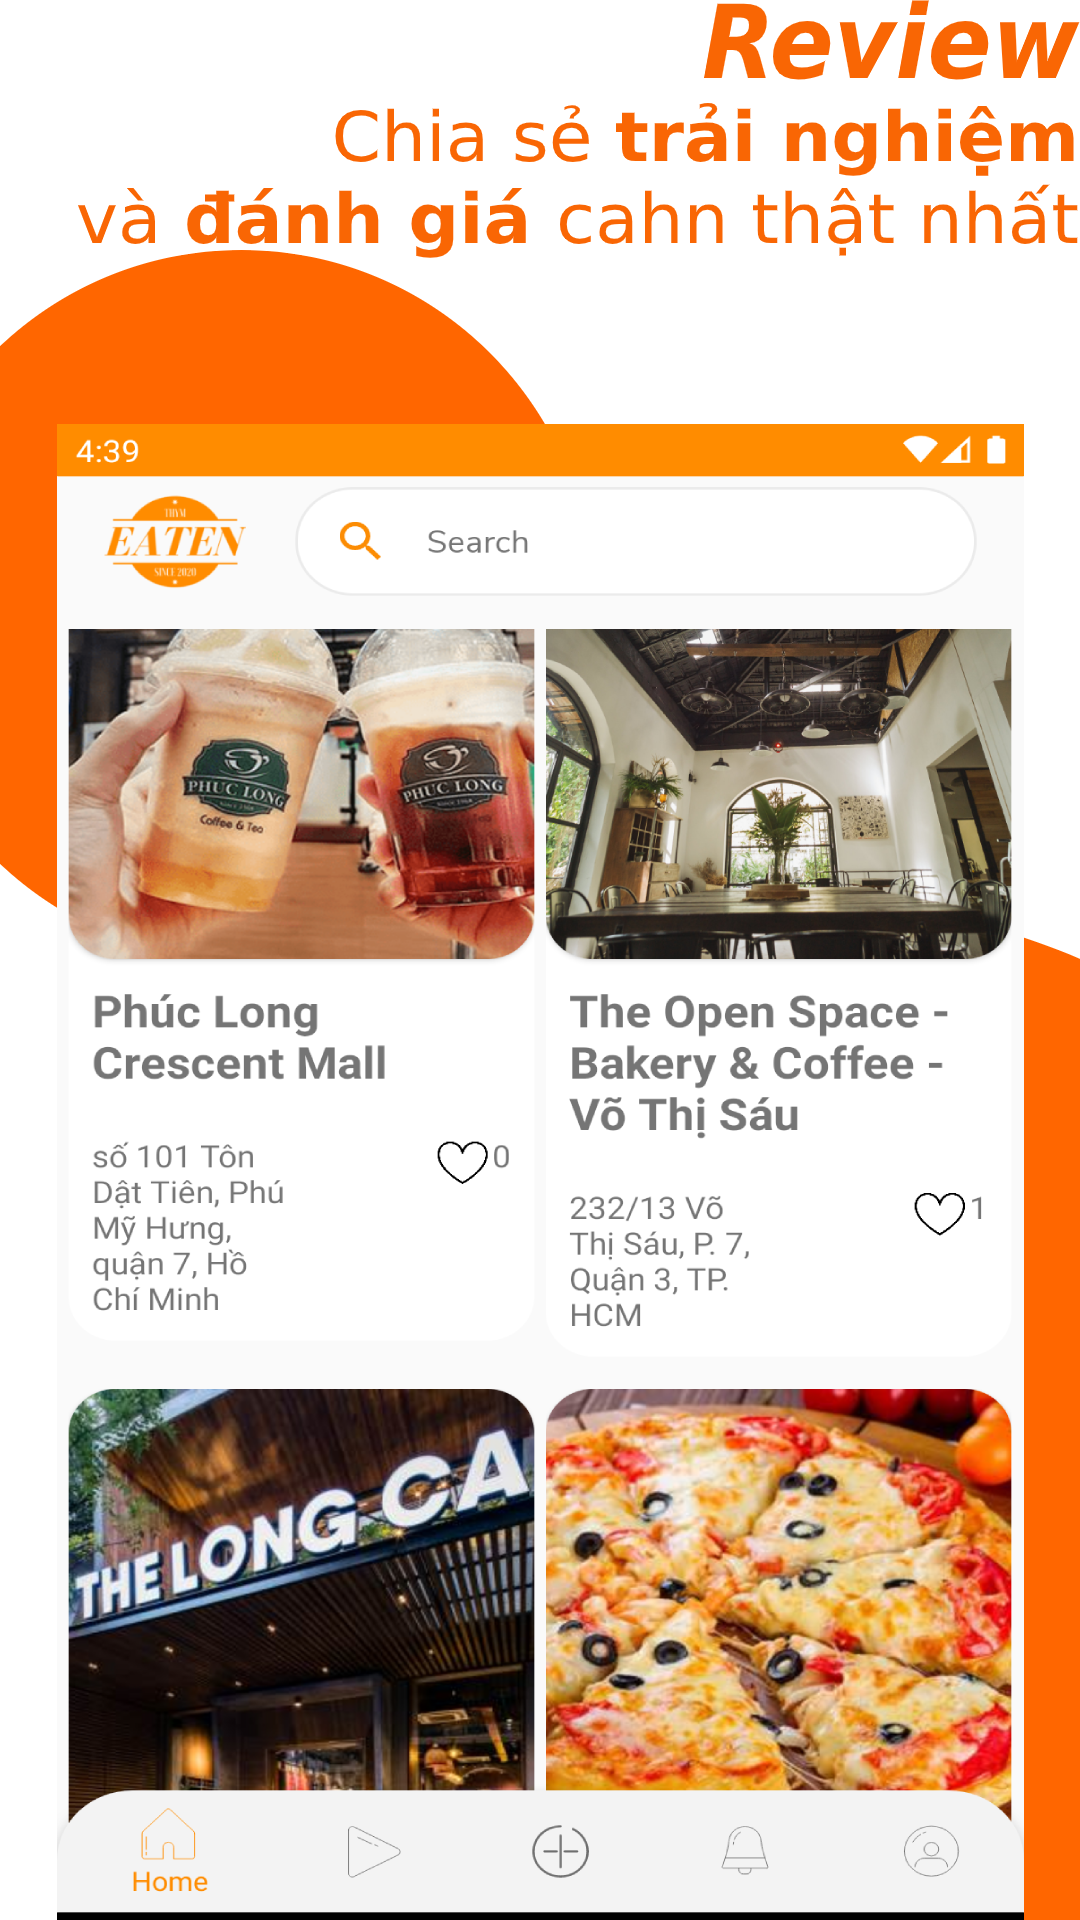 Review
Chia sẻ trải nghiệm
và đánh giá cahn thật nhất
4:39
THYM
EATEN
SINCE 2020
Search
PHUC LONG
Coffee & Tea
PHUC LONG
Tea
Phúc Long
Crescent Mall
số 101 Tôn
Dật Tiên, Phú
Mỹ Hưng,
quận 7, Hồ
Chí Minh
0
The Open Space -
Bakery & Coffee -
Võ Thị Sáu
232/13 Võ
Thị Sáu, P. 7,
Quận 3, TP.
HCM
1
THE LONG CA
Home